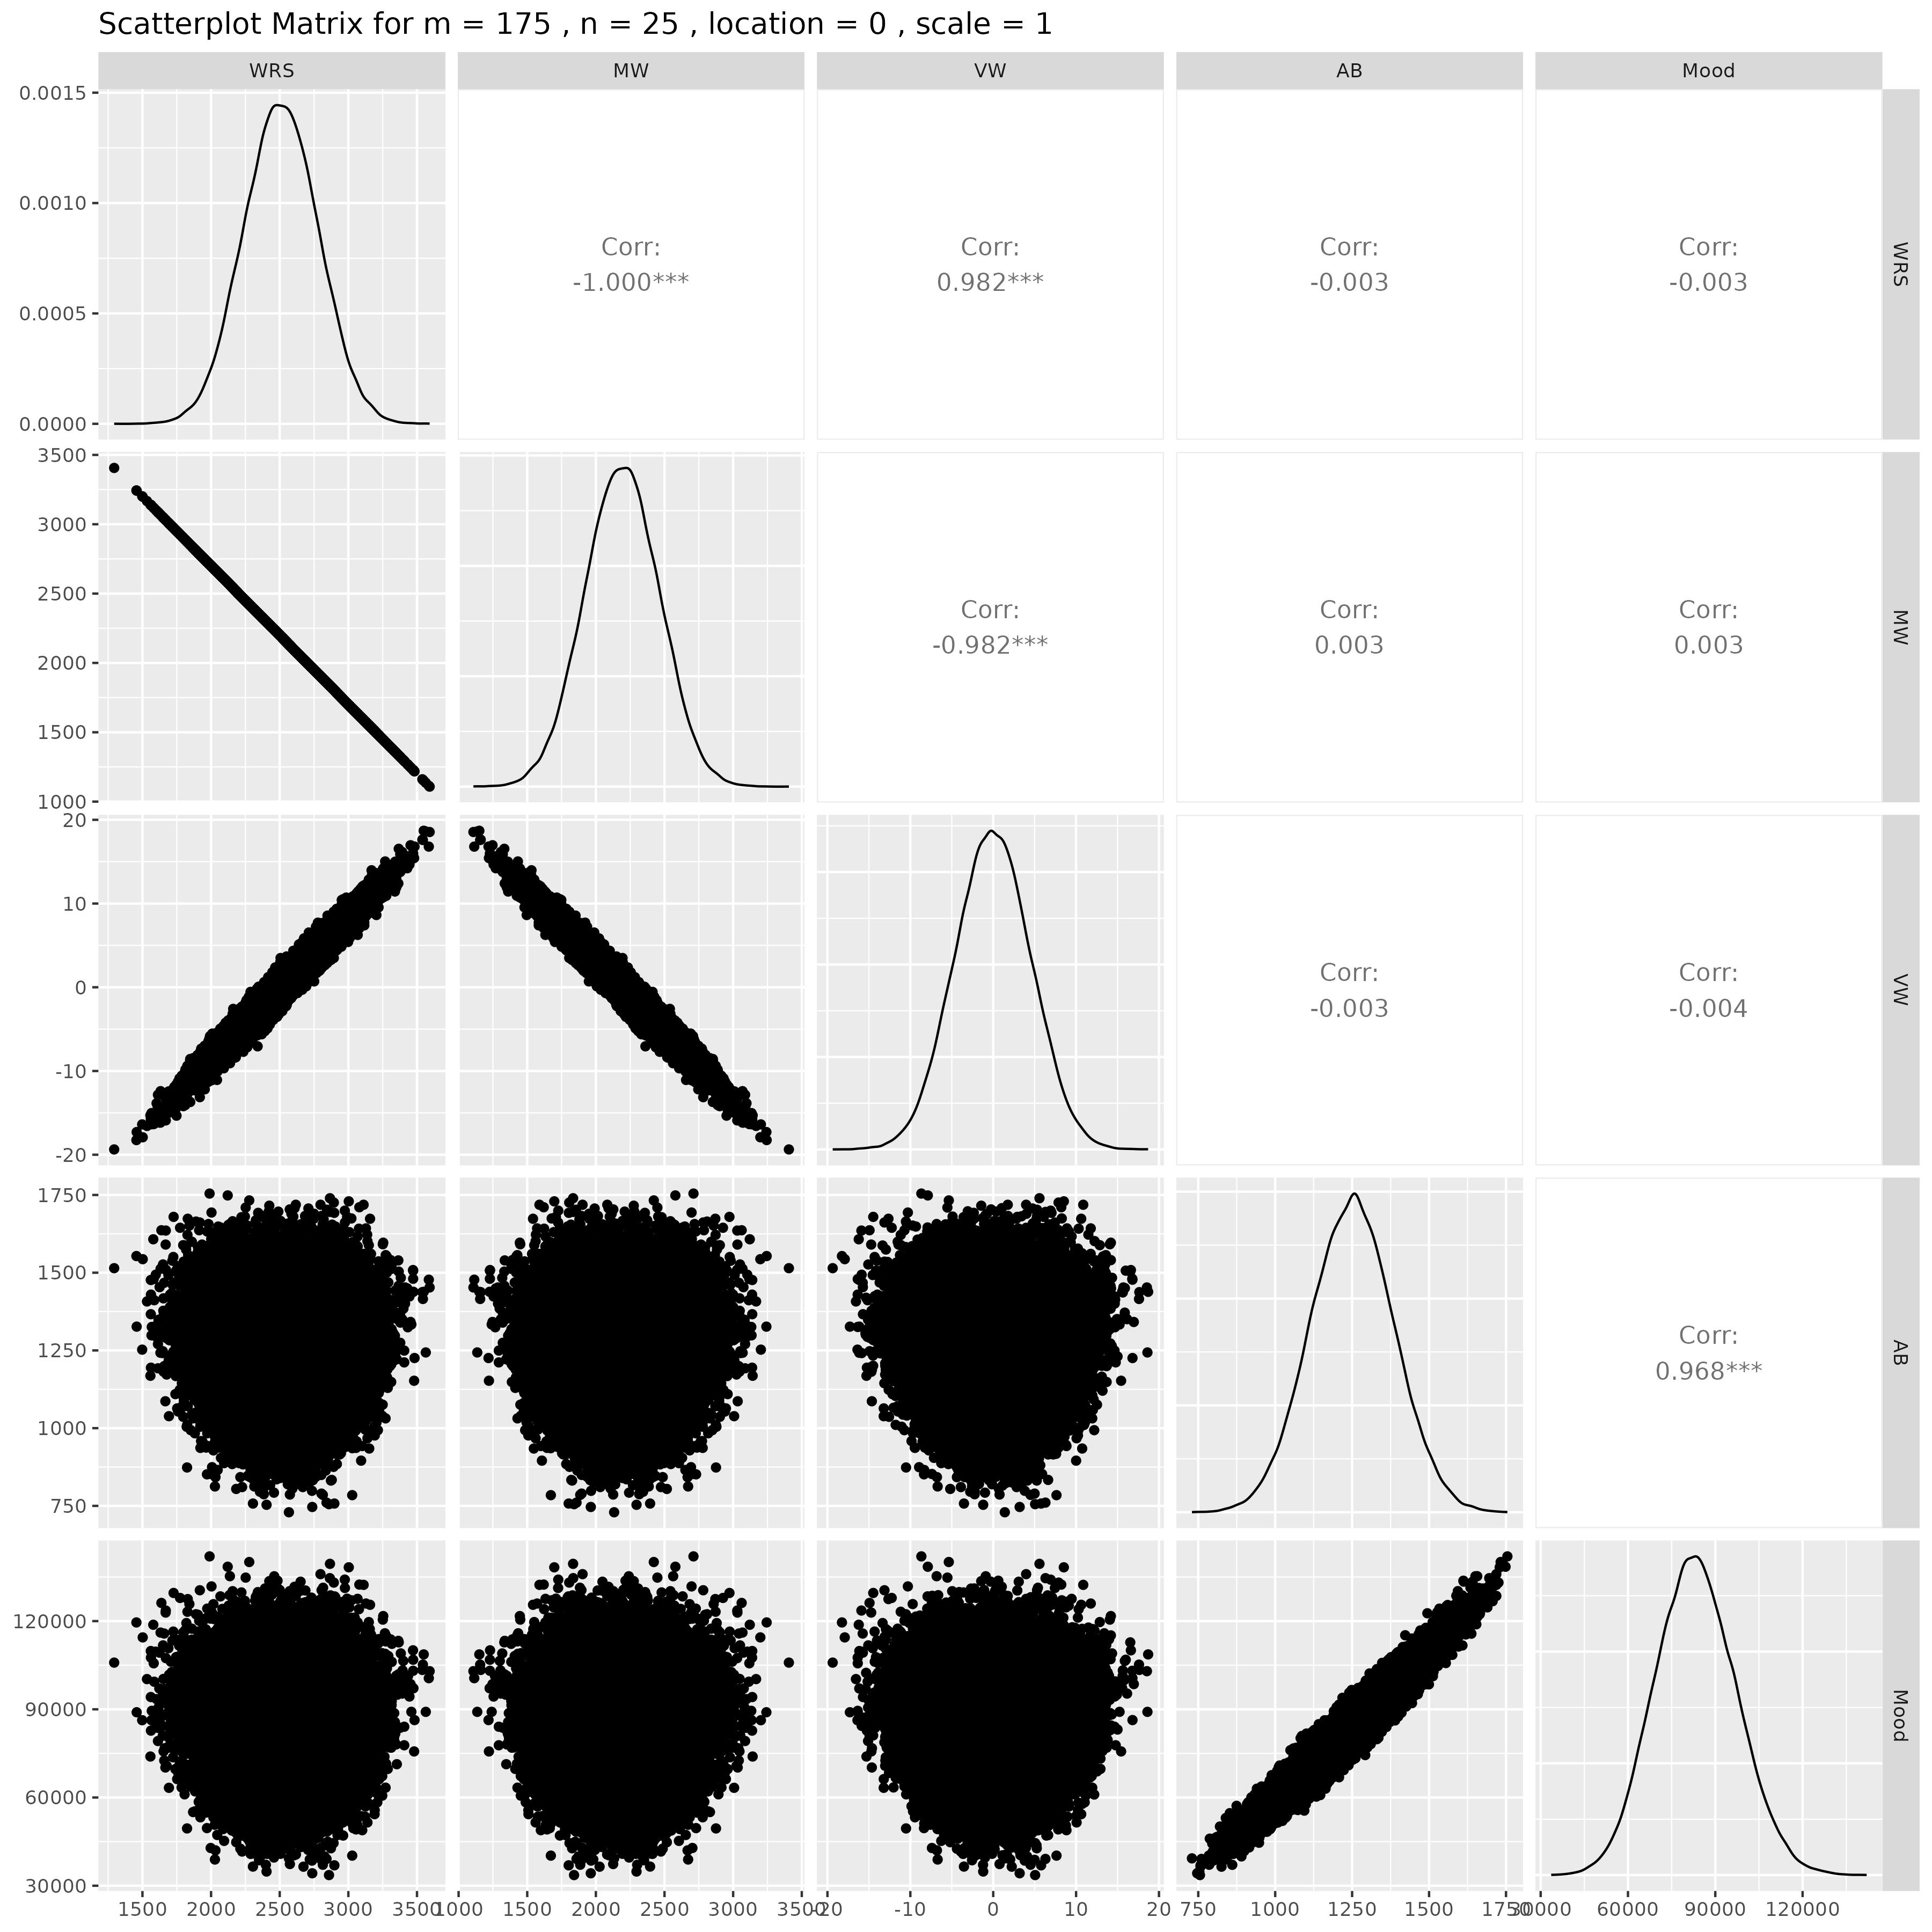 Scatterplot Matrix for m = 175 , n = 25 , location = 0 , scale = 1
WRS
MW
VW
AB
Mood
0.0015
0.0010
0.0005
0.0000
Corr:
-1.000***
Corr:
0.982***
Corr:
-0.003
Corr:
-0.003
WRS
3500
3000
2500
2000
1500
1000
Corr:
-0.982***
Corr:
0.003
Corr:
0.003
MW
20
10
0
-10
-20
Corr:
-0.003
Corr:
-0.004
VW
1750
1500
1250
1000
750
Corr:
0.968***
AB
120000
90000
60000
30000
Mood
1500 2000 2500 3000 3500
1000 1500 2000 2500 3000 3500
-20 -10 0 10 20
750 1000 1250 1500 1750
30000 60000 90000 120000